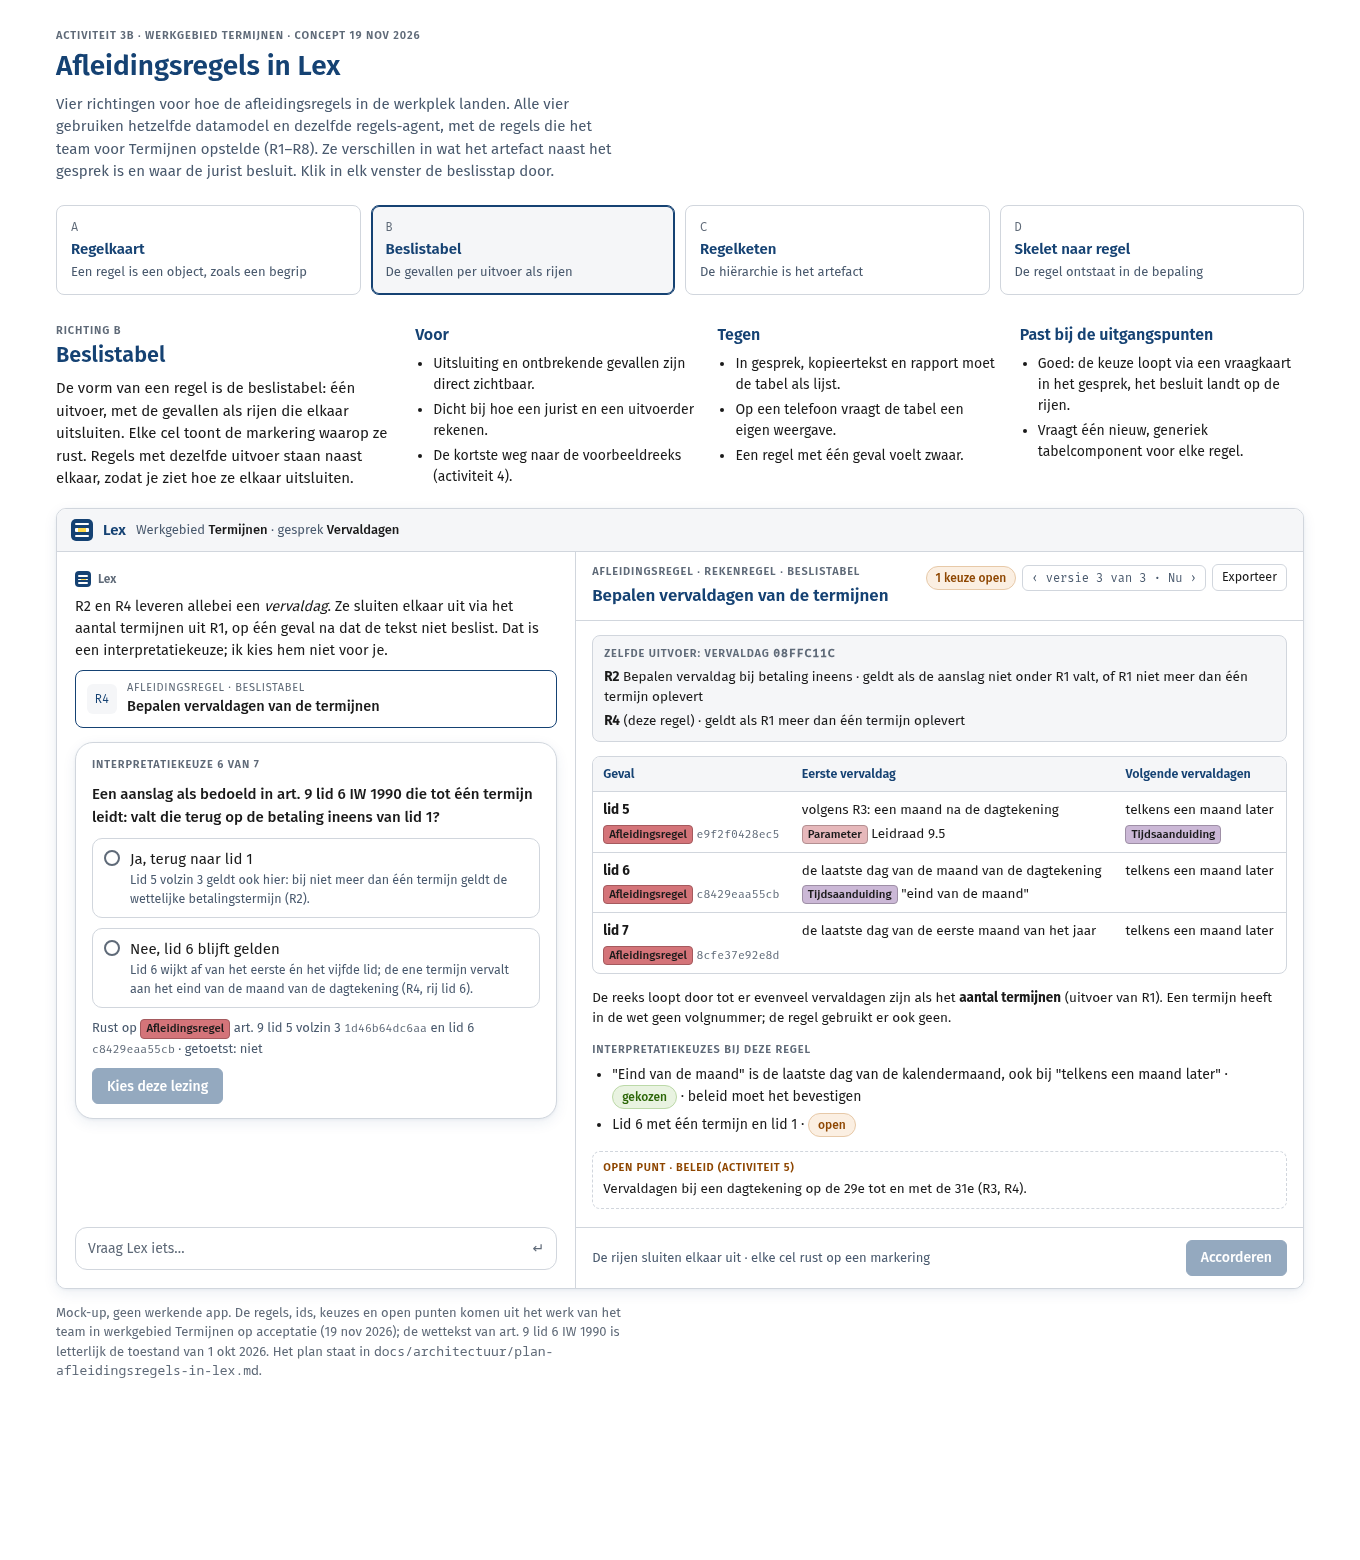 ACTIVITEIT 3B · WERKGEBIED TERMIJNEN · CONCEPT 19 NOV 2026
Afleidingsregels in Lex
Vier richtingen voor hoe de afleidingsregels in de werkplek landen. Alle vier
gebruiken hetzelfde datamodel en dezelfde regels-agent, met de regels die het
team voor Termijnen opstelde (R1–R8). Ze verschillen in wat het artefact naast het
gesprek is en waar de jurist besluit. Klik in elk venster de beslisstap door.
A
Regelkaart
Een regel is een object, zoals een begrip
B
Beslistabel
De gevallen per uitvoer als rijen
C
Regelketen
De hiërarchie is het artefact
D
Skelet naar regel
De regel ontstaat in de bepaling
RICHTING B
Beslistabel
De vorm van een regel is de beslistabel: één
uitvoer, met de gevallen als rijen die elkaar
uitsluiten. Elke cel toont de markering waarop ze
rust. Regels met dezelfde uitvoer staan naast
elkaar, zodat je ziet hoe ze elkaar uitsluiten.
Voor
• Uitsluiting en ontbrekende gevallen zijn
direct zichtbaar.
• Dicht bij hoe een jurist en een uitvoerder
rekenen.
• De kortste weg naar de voorbeeldreeks
(activiteit 4).
Tegen
• In gesprek, kopieertekst en rapport moet
de tabel als lijst.
• Op een telefoon vraagt de tabel een
eigen weergave.
• Een regel met één geval voelt zwaar.
Past bij de uitgangspunten
• Goed: de keuze loopt via een vraagkaart
in het gesprek, het besluit landt op de
rijen.
• Vraagt één nieuw, generiek
tabelcomponent voor elke regel.
Lex Werkgebied Termijnen · gesprek Vervaldagen
Lex
R2 en R4 leveren allebei een vervaldag. Ze sluiten elkaar uit via het
aantal termijnen uit R1, op één geval na dat de tekst niet beslist. Dat is
een interpretatiekeuze; ik kies hem niet voor je.
R4
AFLEIDINGSREGEL · BESLISTABEL
Bepalen vervaldagen van de termijnen
INTERPRETATIEKEUZE 6 VAN 7
Een aanslag als bedoeld in art. 9 lid 6 IW 1990 die tot één termijn
leidt: valt die terug op de betaling ineens van lid 1?
Ja, terug naar lid 1
Lid 5 volzin 3 geldt ook hier: bij niet meer dan één termijn geldt de
wettelijke betalingstermijn (R2).
Nee, lid 6 blijft gelden
Lid 6 wijkt af van het eerste én het vijfde lid; de ene termijn vervalt
aan het eind van de maand van de dagtekening (R4, rij lid 6).
Rust op Afleidingsregel art. 9 lid 5 volzin 3 1d46b64dc6aa en lid 6
c8429eaa55cb · getoetst: niet
Kies deze lezing
Vraag Lex iets… ↵
AFLEIDINGSREGEL · REKENREGEL · BESLISTABEL
Bepalen vervaldagen van de termijnen
1 keuze open
‹ versie 3 van 3 · Nu ›
Exporteer
ZELFDE UITVOER: VERVALDAG 08FFC11C
R2 Bepalen vervaldag bij betaling ineens · geldt als de aanslag niet onder R1 valt, of R1 niet meer dan één
termijn oplevert
R4 (deze regel) · geldt als R1 meer dan één termijn oplevert
Geval Eerste vervaldag Volgende vervaldagen
lid 5 volgens R3: een maand na de dagtekening telkens een maand later
Afleidingsregel e9f2f0428ec5 Parameter Leidraad 9.5 Tijdsaanduiding
lid 6 de laatste dag van de maand van de dagtekening telkens een maand later
Afleidingsregel c8429eaa55cb Tijdsaanduiding "eind van de maand"
lid 7 de laatste dag van de eerste maand van het jaar telkens een maand later
Afleidingsregel 8cfe37e92e8d
De reeks loopt door tot er evenveel vervaldagen zijn als het aantal termijnen (uitvoer van R1). Een termijn heeft
in de wet geen volgnummer; de regel gebruikt er ook geen.
INTERPRETATIEKEUZES BIJ DEZE REGEL
• "Eind van de maand" is de laatste dag van de kalendermaand, ook bij "telkens een maand later" ·
gekozen · beleid moet het bevestigen
• Lid 6 met één termijn en lid 1 · open
OPEN PUNT · BELEID (ACTIVITEIT 5)
Vervaldagen bij een dagtekening op de 29e tot en met de 31e (R3, R4).
De rijen sluiten elkaar uit · elke cel rust op een markering
Accorderen
Mock-up, geen werkende app. De regels, ids, keuzes en open punten komen uit het werk van het
team in werkgebied Termijnen op acceptatie (19 nov 2026); de wettekst van art. 9 lid 6 IW 1990 is
letterlijk de toestand van 1 okt 2026. Het plan staat in docs/architectuur/plan-
afleidingsregels-in-lex.md.